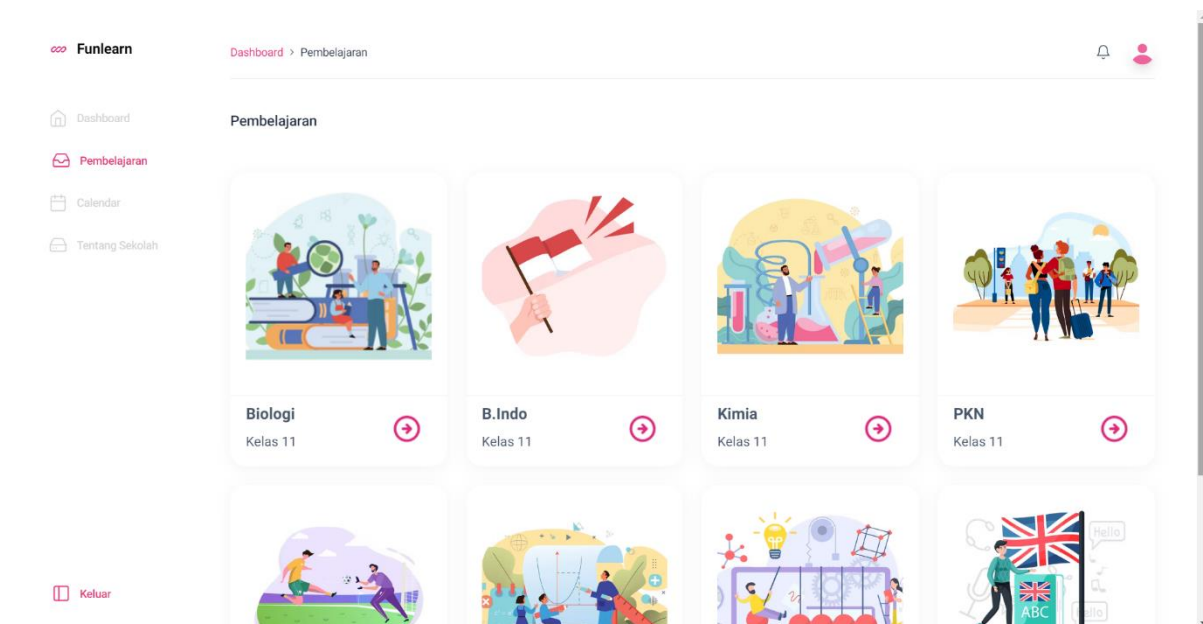 Funlearn
Dashboard > Pembelajaran
Dashboard
Pembelajaran
Calendar
Tentang Sekolah
Keluar
Pembelajaran
Biologi
Kelas 11
B.Indo
Kelas 11
Kimia
Kelas 11
PKN
Kelas 11
Hello
ABC
Hello